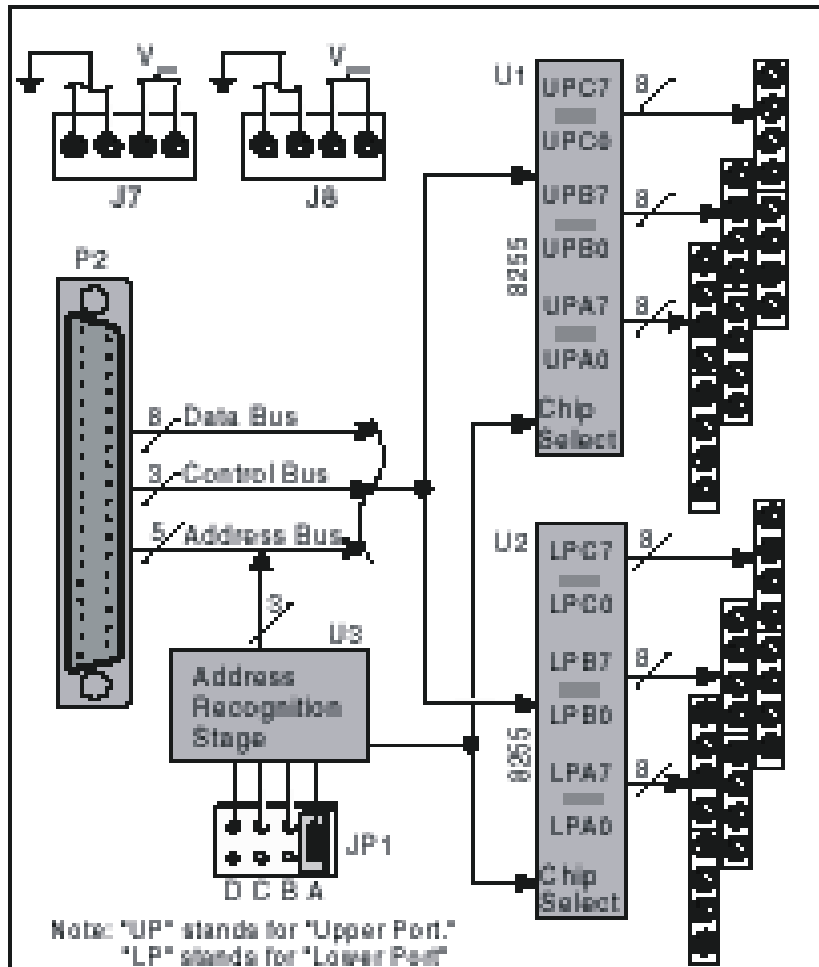 V
V
J7
J8
P2
8 Data Bus
3 Control Bus
5 Address Bus
3
U3
Address
Recognition
Stage
JP1
D C B A
U1
8255
UPC7
UPC0
UPB7
UPB0
UPA7
UPA0
Chip
Select
8
8
8
U2
8255
LPC7
LPC0
LPB7
LPB0
LPA7
LPA0
Chip
Select
8
8
8
Note: "UP" stands for "Upper Port."
"LP" stands for "Lower Port"